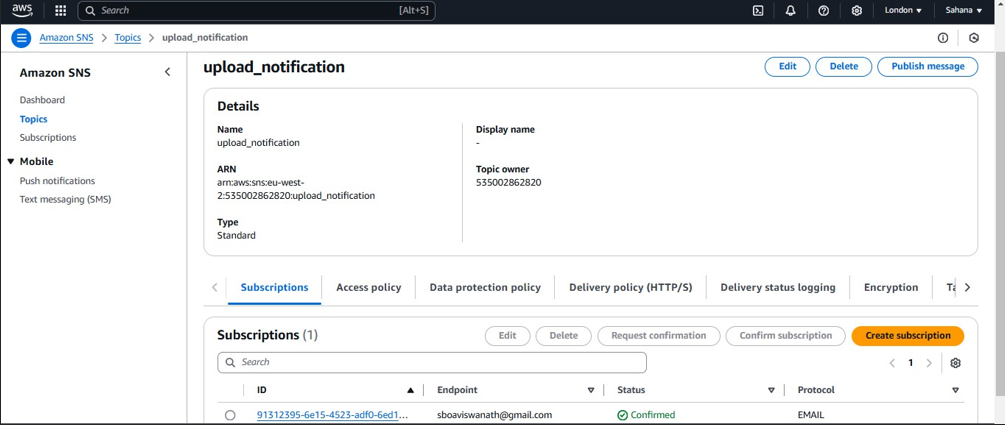 aws
Search
[Alt+S]
London
Sahana
Amazon SNS
Topics
upload_notification
Amazon SNS
Dashboard
Topics
Subscriptions
Mobile
Push notifications
Text messaging (SMS)
upload_notification
Edit
Delete
Publish message
Details
Name
upload_notification
ARN
arn:aws:sns:eu-west-
2:535002862820:upload_notification
Type
Standard
Display name
-
Topic owner
535002862820
Subscriptions
Access policy
Data protection policy
Delivery policy (HTTP/S)
Delivery status logging
Encryption
Subscriptions (1)
Edit
Delete
Request confirmation
Confirm subscription
Create subscription
Search
1
ID
Endpoint
Status
Protocol
91312395-6e15-4523-adf0-6ed1...
sboaviswanath@gmail.com
Confirmed
EMAIL